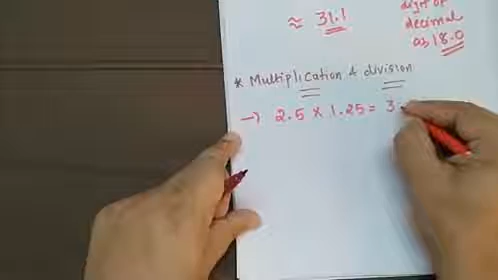 ≈ 31.1
digit of
decimal
as 18.0
* Multiplication & division
→ 2.5 × 1.25 = 3.